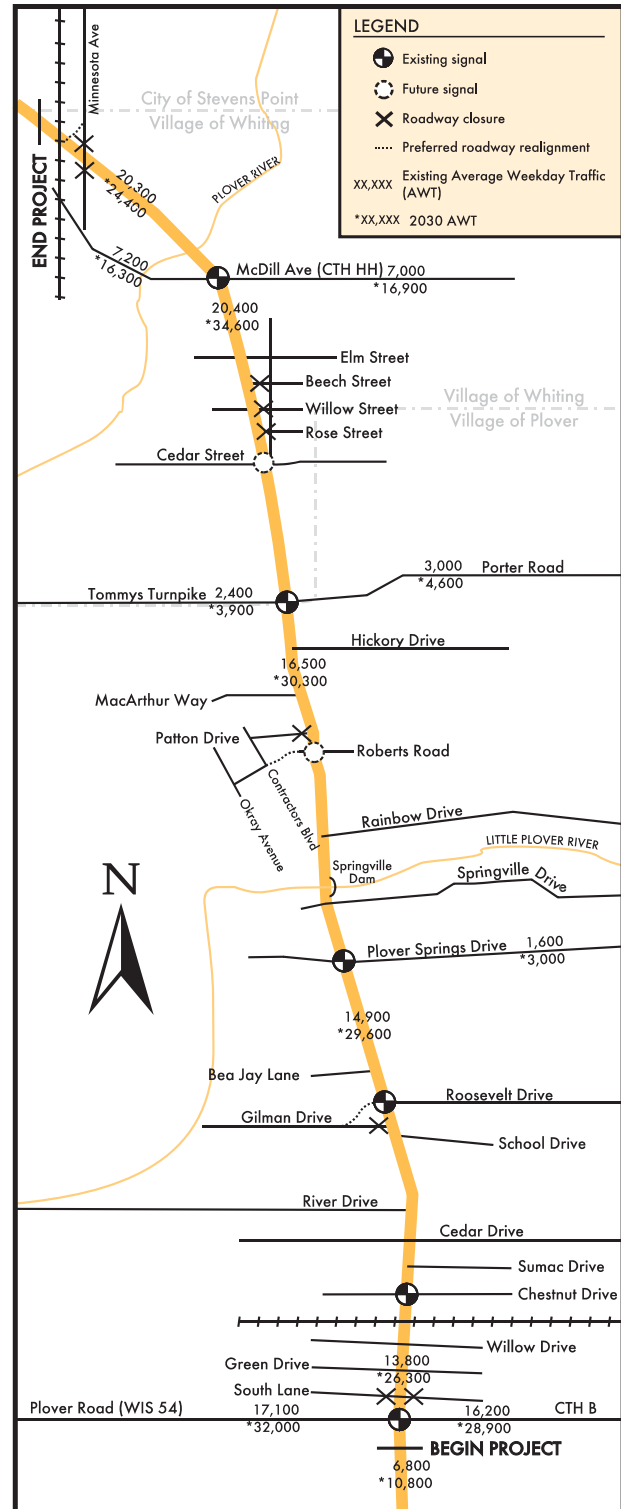 LEGEND
Existing signal
Future signal
Roadway closure
Preferred roadway realignment
XX,XXX Existing Average Weekday Traffic
(AWT)
*XX,XXX 2030 AWT
Minnesota Ave
City of Stevens Point
Village of Whiting
END PROJECT
20,300
*24,400
PLOVER RIVER
7,200
*16,300
McDill Ave (CTH HH) 7,000
*16,900
20,400
*34,600
Elm Street
Beech Street
Village of Whiting
Willow Street
Village of Plover
Rose Street
Cedar Street
3,000 Porter Road
*4,600
Tommys Turnpike 2,400
*3,900
Hickory Drive
16,500
*30,300
MacArthur Way
Patton Drive
Roberts Road
Contractors Blvd
Okray Avenue
Rainbow Drive
LITTLE PLOVER RIVER
Springville
Dam
Springville Drive
N
Plover Springs Drive 1,600
*3,000
14,900
*29,600
Bea Jay Lane
Roosevelt Drive
Gilman Drive
School Drive
River Drive
Cedar Drive
Sumac Drive
Chestnut Drive
Willow Drive
Green Drive
13,800
*26,300
South Lane
Plover Road (WIS 54) 17,100
*32,000
16,200 CTH B
*28,900
BEGIN PROJECT
6,800
*10,800